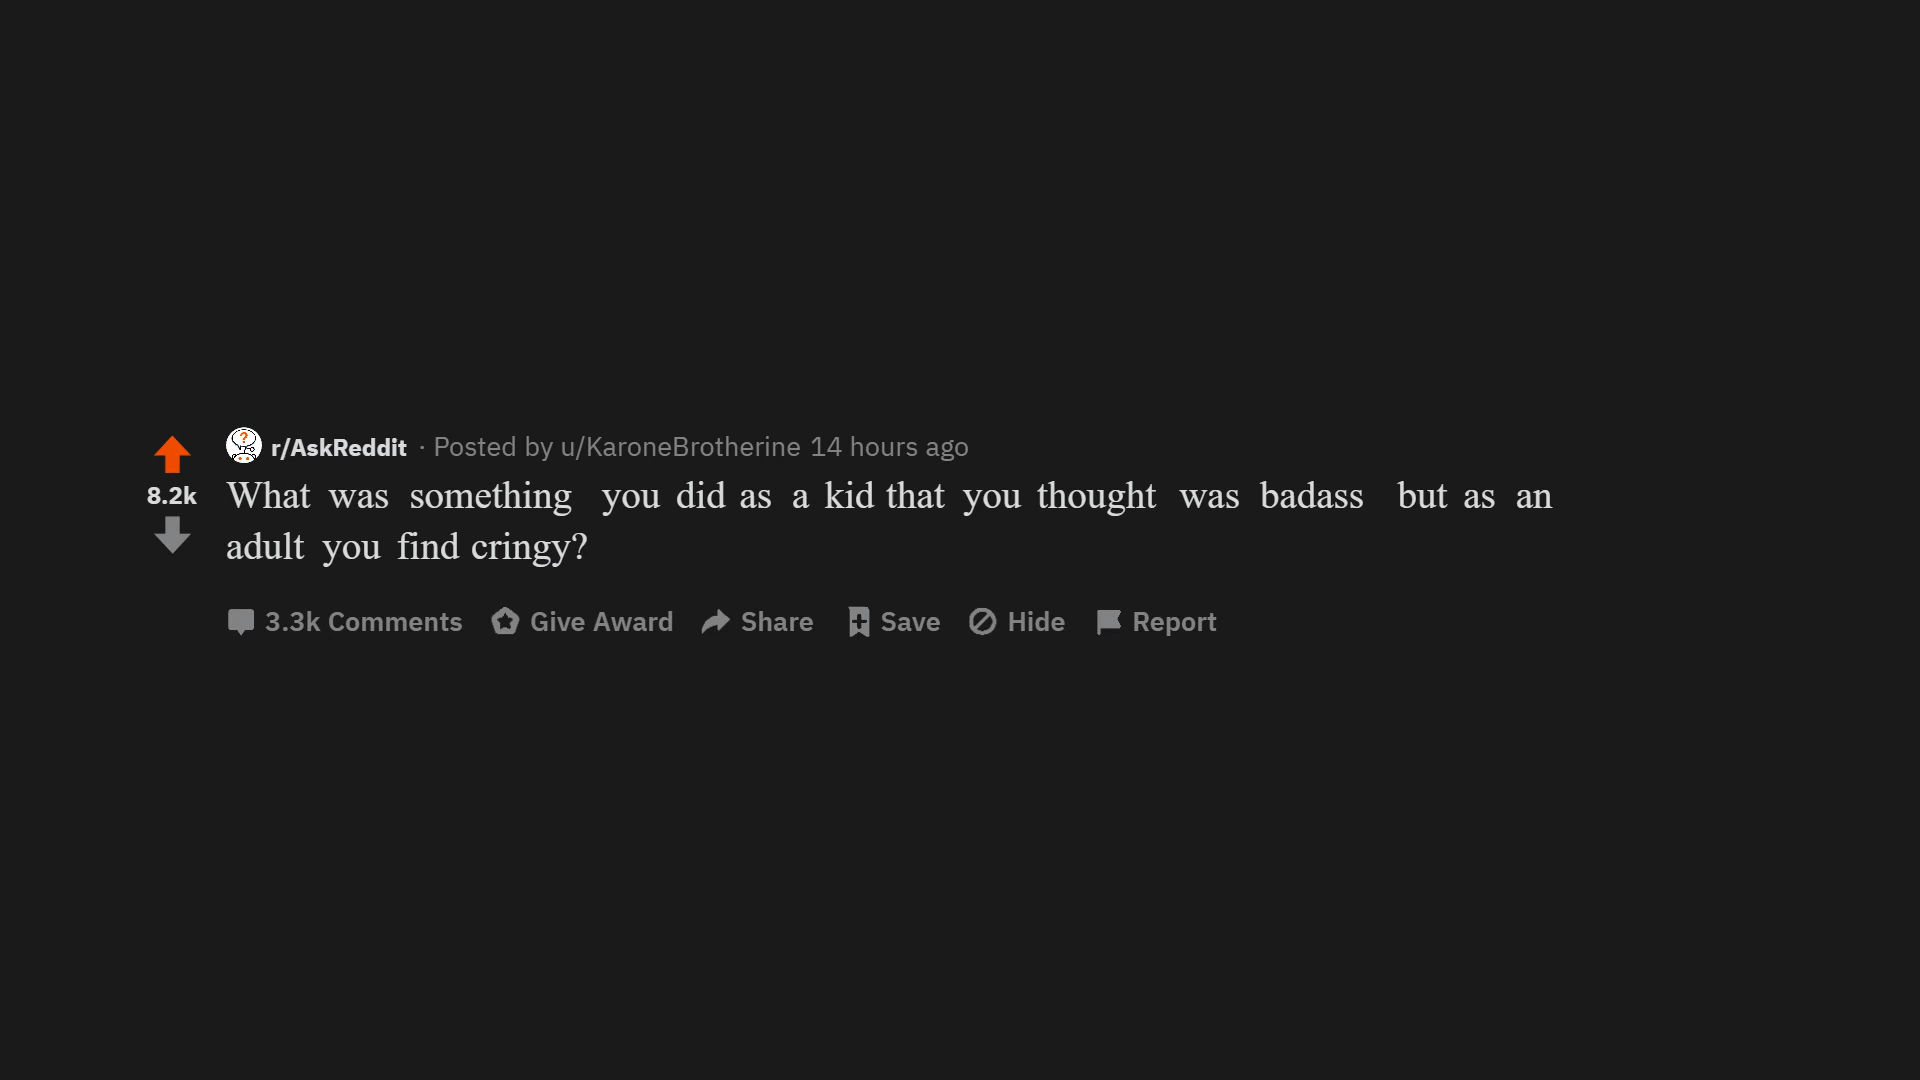 r/AskReddit · Posted by u/KaroneBrotherine 14 hours ago
8.2k
What was something you did as a kid that you thought was badass but as an
adult you find cringy?
3.3k Comments Give Award Share Save Hide Report